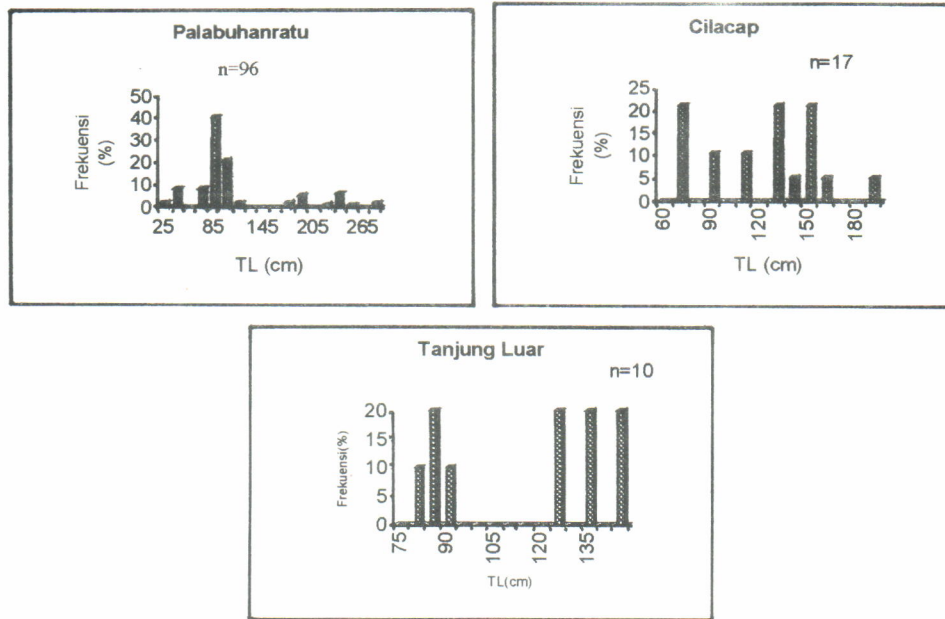 Palabuhanratu
n=96
Frekuensi
(%)
50
40
30
20
10
0
25 85 145 205 265
TL (cm)
Cilacap
n=17
Frekuensi
(%)
25
20
15
10
5
0
60 90 120 150 180
TL (cm)
Tanjung Luar
n=10
Frekuensi(%)
20
15
10
5
0
75 90 105 120 135
TL(cm)